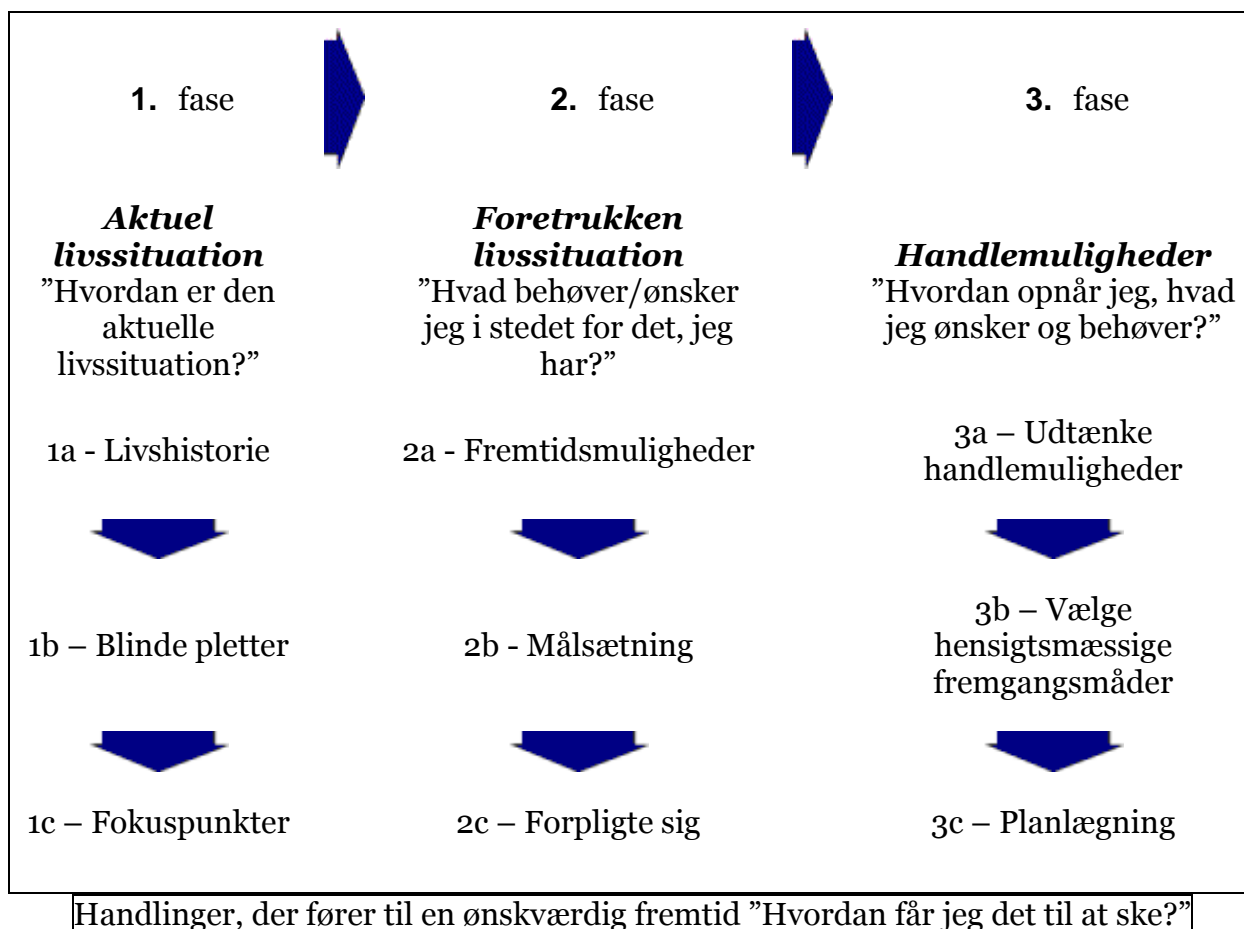 1. fase
2. fase
3. fase
Aktuel
livssituation
”Hvordan er den
aktuelle
livssituation?”
Foretrukken
livssituation
”Hvad behøver/ønsker
jeg i stedet for det, jeg
har?”
Handlemuligheder
”Hvordan opnår jeg, hvad
jeg ønsker og behøver?”
1a - Livshistorie
2a - Fremtidsmuligheder
3a – Udtænke
handlemuligheder
1b – Blinde pletter
2b - Målsætning
3b – Vælge
hensigtsmæssige
fremgangsmåder
1c – Fokuspunkter
2c – Forpligte sig
3c – Planlægning
Handlinger, der fører til en ønskværdig fremtid ”Hvordan får jeg det til at ske?”